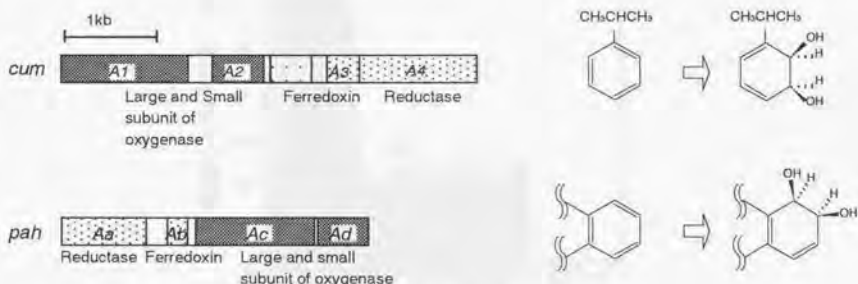 1kb
cum
A1
A2
A3
A4
Large and Small
subunit of
oxygenase
Ferredoxin
Reductase
CH₃CHCH₃
CH₃CHCH₃
OH
H
H
OH
pah
Aa
Ab
Ac
Ad
Reductase
Ferredoxin
Large and small
subunit of oxygenase
OH
H
H
OH